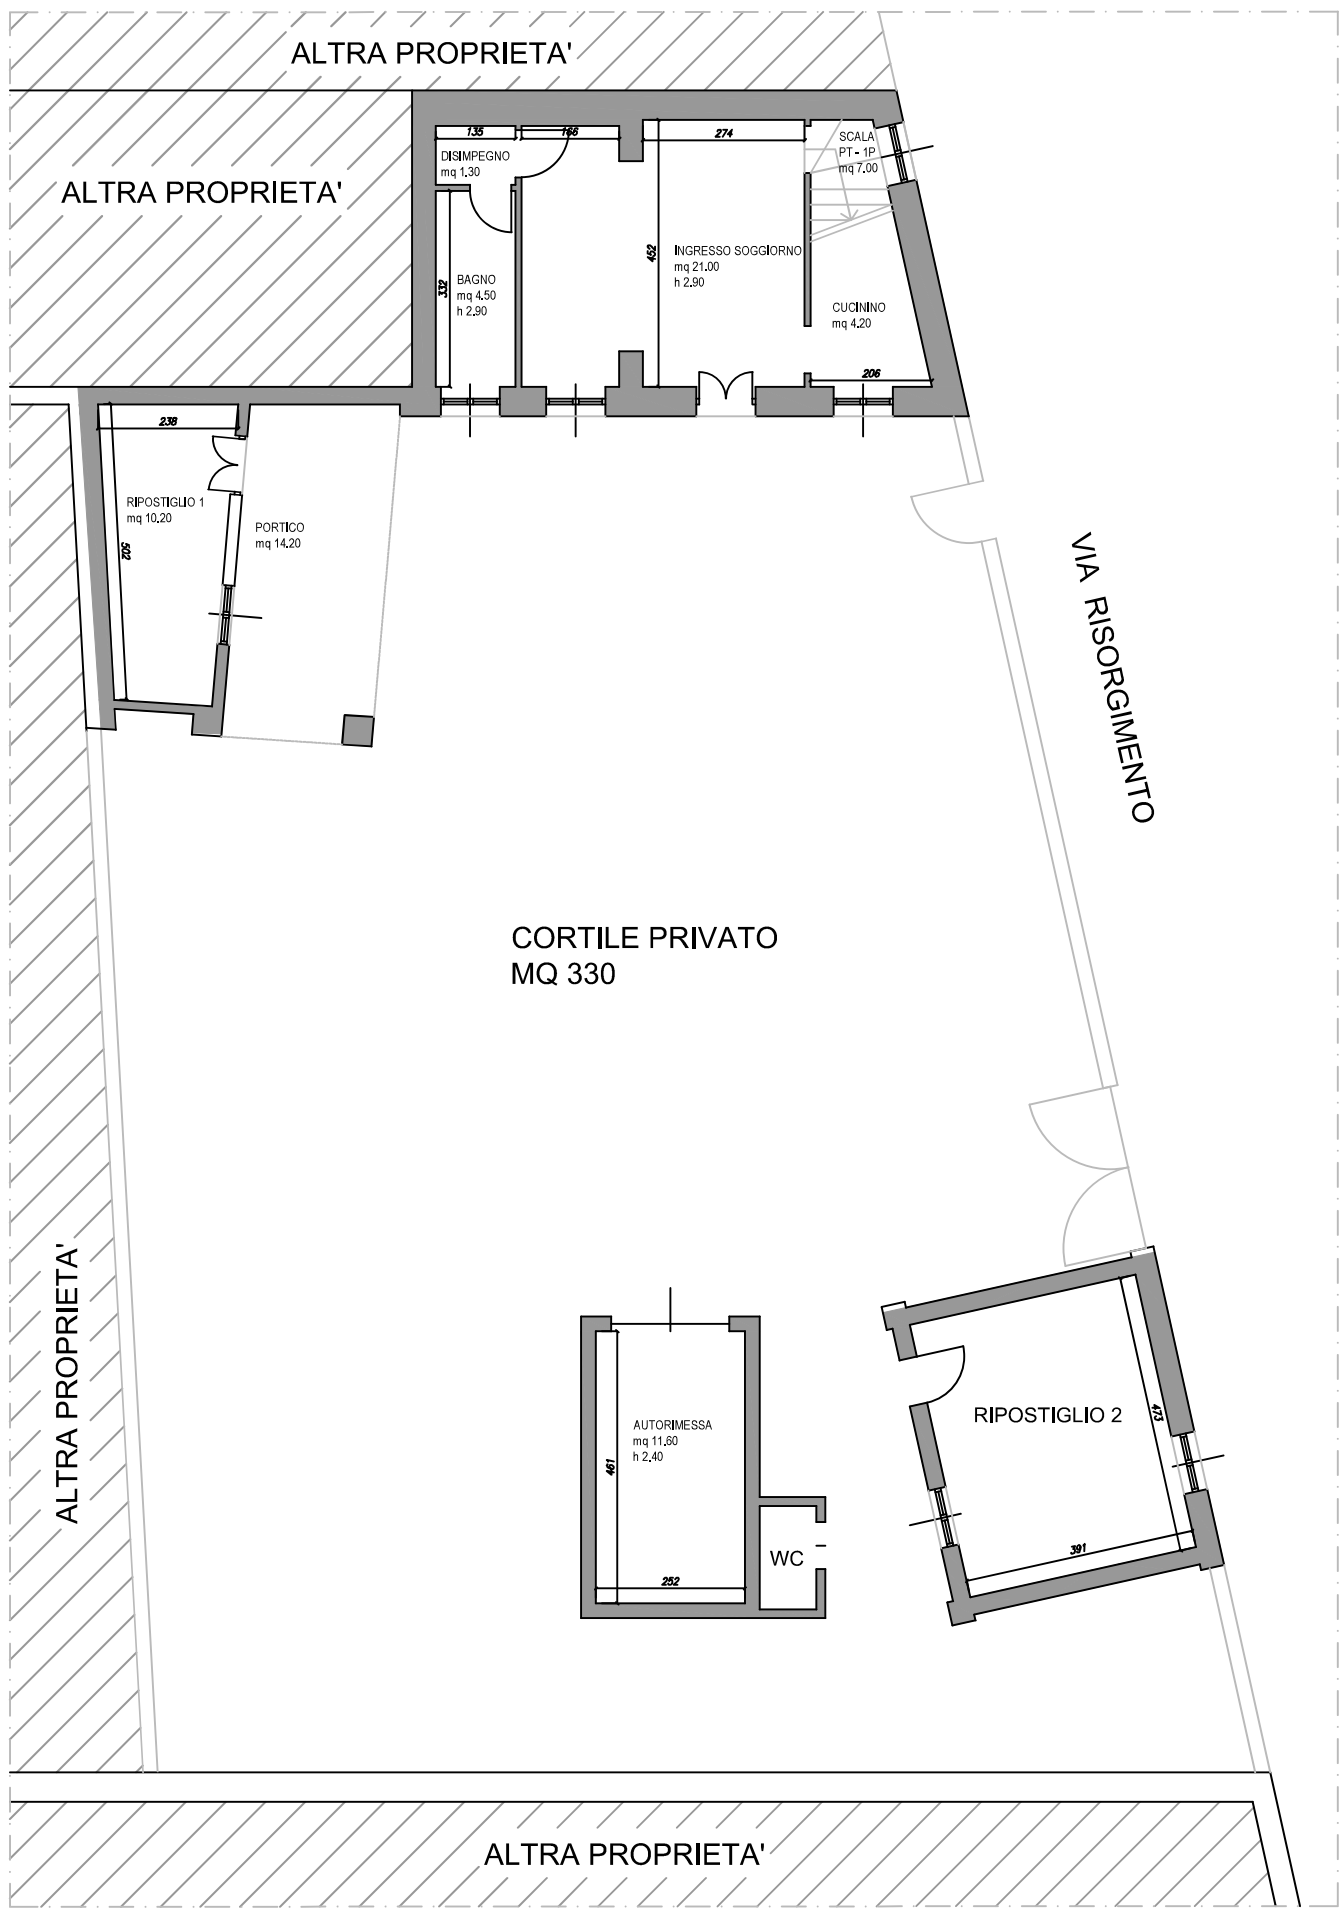 ALTRA PROPRIETA'
ALTRA PROPRIETA'
135
166
274
DISIMPEGNO
mq 1.30
SCALA
PT - 1P
mq 7.00
452
INGRESSO SOGGIORNO
mq 21.00
h 2.90
332
BAGNO
mq 4.50
h 2.90
CUCININO
mq 4.20
206
238
RIPOSTIGLIO 1
mq 10.20
502
PORTICO
mq 14.20
VIA RISORGIMENTO
CORTILE PRIVATO
MQ 330
ALTRA PROPRIETA'
AUTORIMESSA
mq 11.60
h 2.40
461
252
WC
RIPOSTIGLIO 2
473
391
ALTRA PROPRIETA'